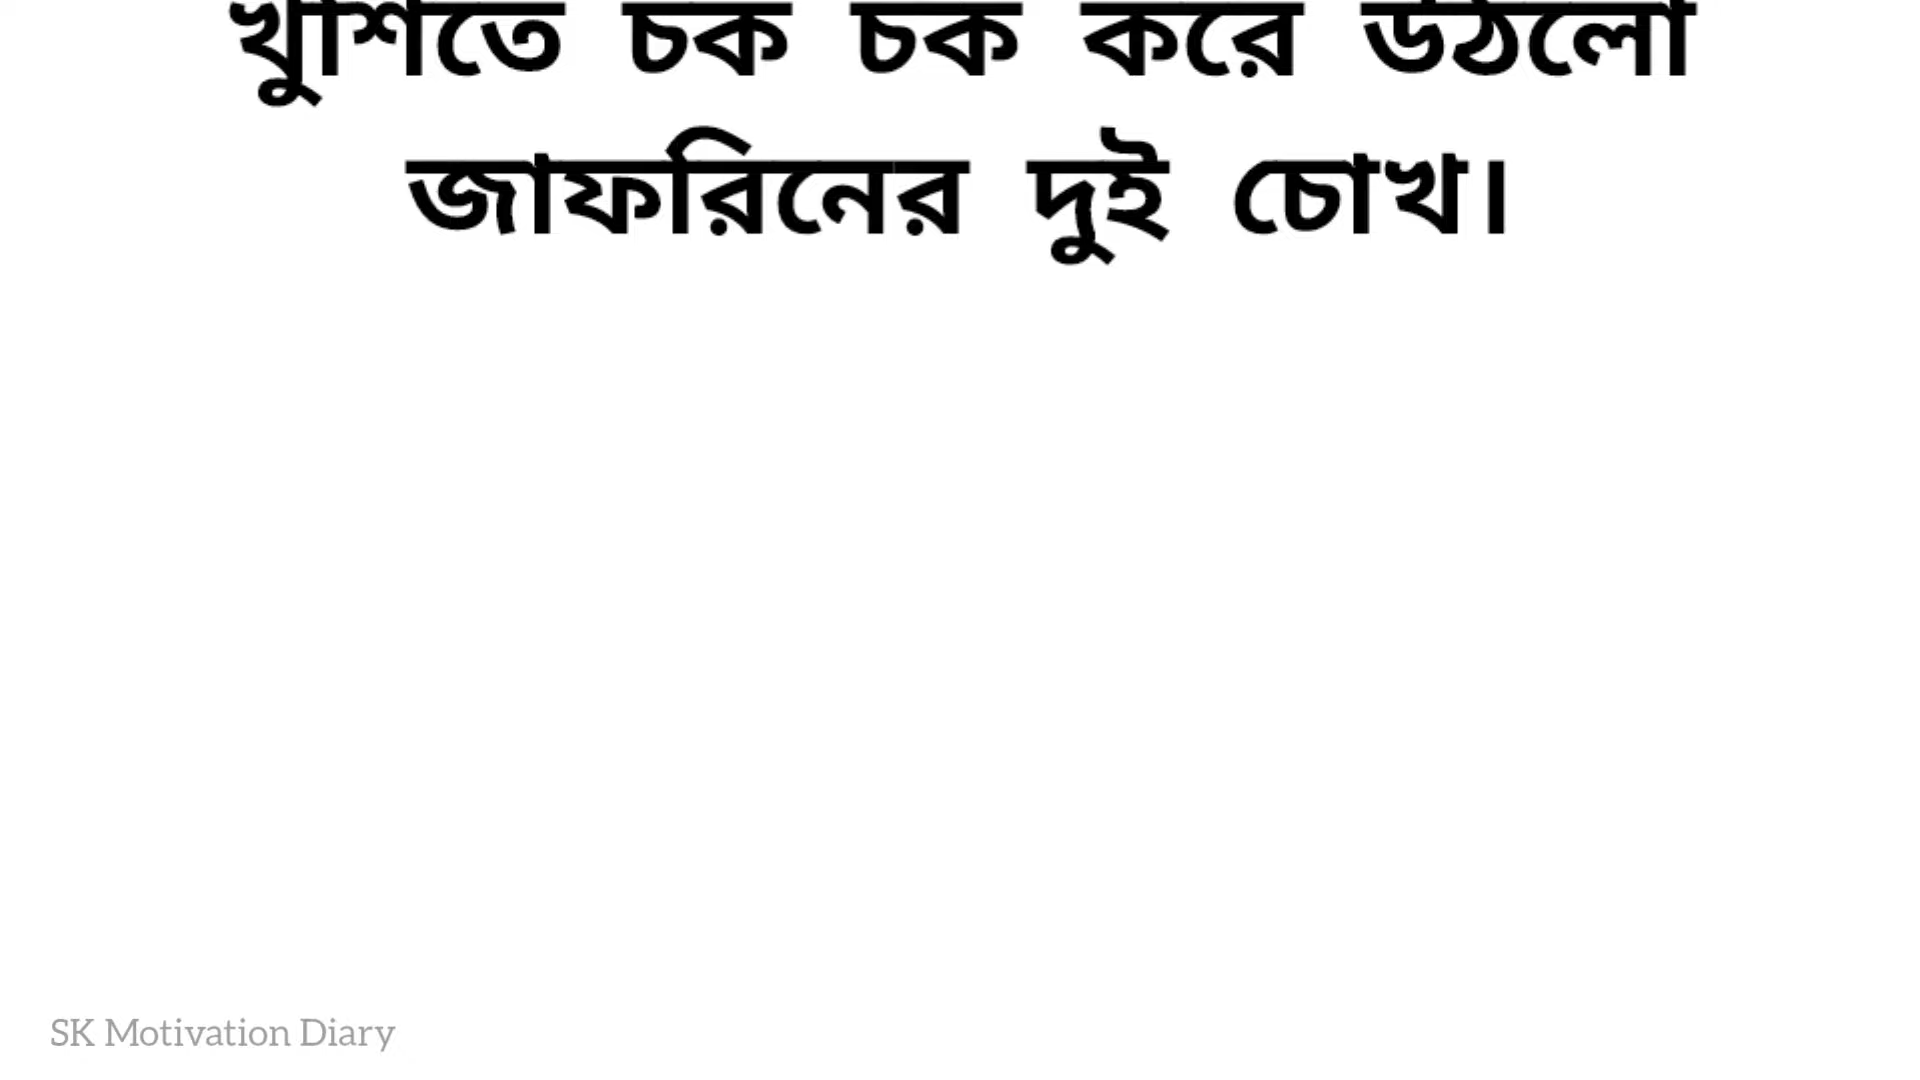 খুশিতে চক চক করে উঠলো
জাফরিনের দুই চোখ।
SK Motivation Diary